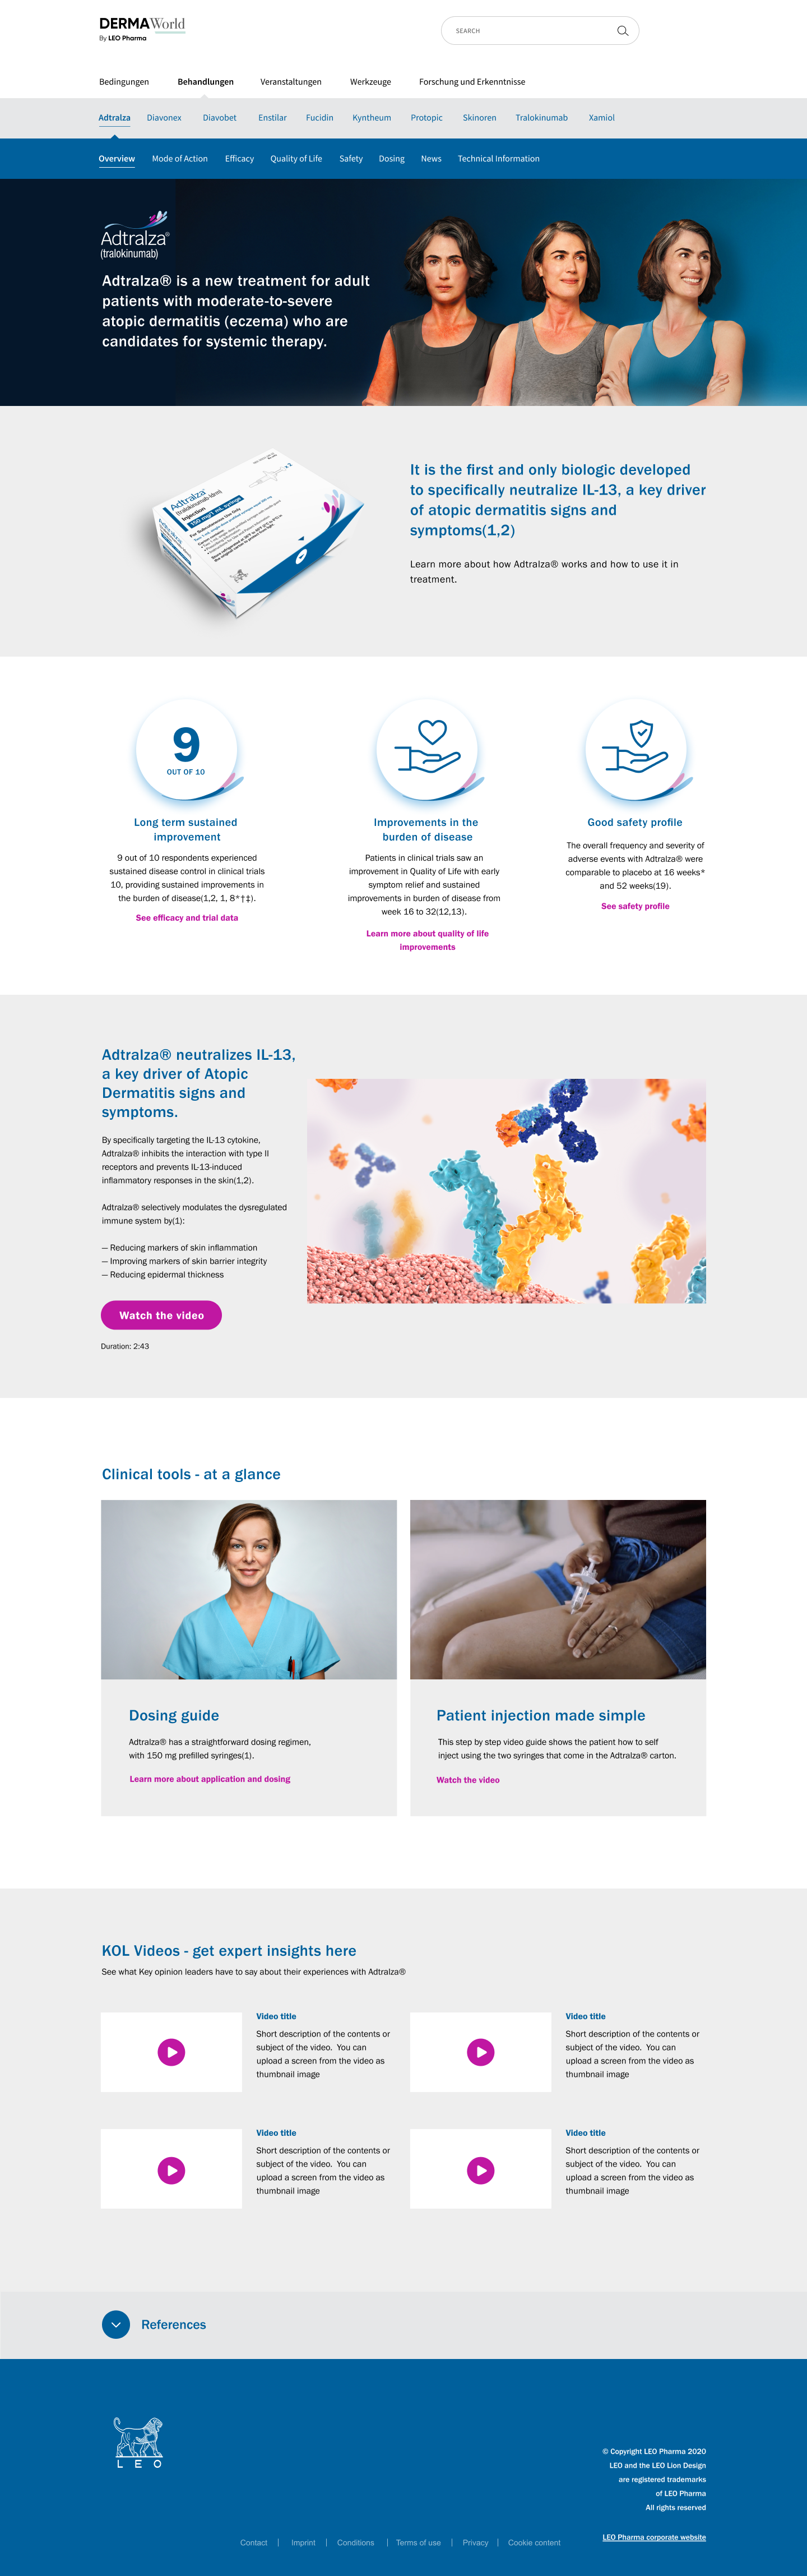 DERMAWorld
By LEO Pharma
SEARCH
Bedingungen Behandlungen Veranstaltungen Werkzeuge Forschung und Erkenntnisse
Adtralza Diavonex Diavobet Enstilar Fucidin Kyntheum Protopic Skinoren Tralokinumab Xamiol
Overview Mode of Action Efficacy Quality of Life Safety Dosing News Technical Information
Adtralza®
(tralokinumab)
Adtralza® is a new treatment for adult
patients with moderate-to-severe
atopic dermatitis (eczema) who are
candidates for systemic therapy.
Adtralza
(tralokinumab-ldrm)
Injection
x 2
It is the first and only biologic developed
to specifically neutralize IL-13, a key driver
of atopic dermatitis signs and
symptoms(1,2)
Learn more about how Adtralza® works and how to use it in
treatment.
9
OUT OF 10
Long term sustained
improvement
9 out of 10 respondents experienced
sustained disease control in clinical trials
10, providing sustained improvements in
the burden of disease(1,2, 1, 8*†‡).
See efficacy and trial data
Improvements in the
burden of disease
Patients in clinical trials saw an
improvement in Quality of Life with early
symptom relief and sustained
improvements in burden of disease from
week 16 to 32(12,13).
Learn more about quality of life
improvements
Good safety profile
The overall frequency and severity of
adverse events with Adtralza® were
comparable to placebo at 16 weeks*
and 52 weeks(19).
See safety profile
Adtralza® neutralizes IL-13,
a key driver of Atopic
Dermatitis signs and
symptoms.
By specifically targeting the IL-13 cytokine,
Adtralza® inhibits the interaction with type II
receptors and prevents IL-13-induced
inflammatory responses in the skin(1,2).
Adtralza® selectively modulates the dysregulated
immune system by(1):
— Reducing markers of skin inflammation
— Improving markers of skin barrier integrity
— Reducing epidermal thickness
Watch the video
Duration: 2:43
Clinical tools - at a glance
Dosing guide
Adtralza® has a straightforward dosing regimen,
with 150 mg prefilled syringes(1).
Learn more about application and dosing
Patient injection made simple
This step by step video guide shows the patient how to self
inject using the two syringes that come in the Adtralza® carton.
Watch the video
KOL Videos - get expert insights here
See what Key opinion leaders have to say about their experiences with Adtralza®
Video title
Short description of the contents or
subject of the video. You can
upload a screen from the video as
thumbnail image
Video title
Short description of the contents or
subject of the video. You can
upload a screen from the video as
thumbnail image
Video title
Short description of the contents or
subject of the video. You can
upload a screen from the video as
thumbnail image
Video title
Short description of the contents or
subject of the video. You can
upload a screen from the video as
thumbnail image
References
LEO
© Copyright LEO Pharma 2020
LEO and the LEO Lion Design
are registered trademarks
of LEO Pharma
All rights reserved
LEO Pharma corporate website
Contact | Imprint | Conditions | Terms of use | Privacy | Cookie content